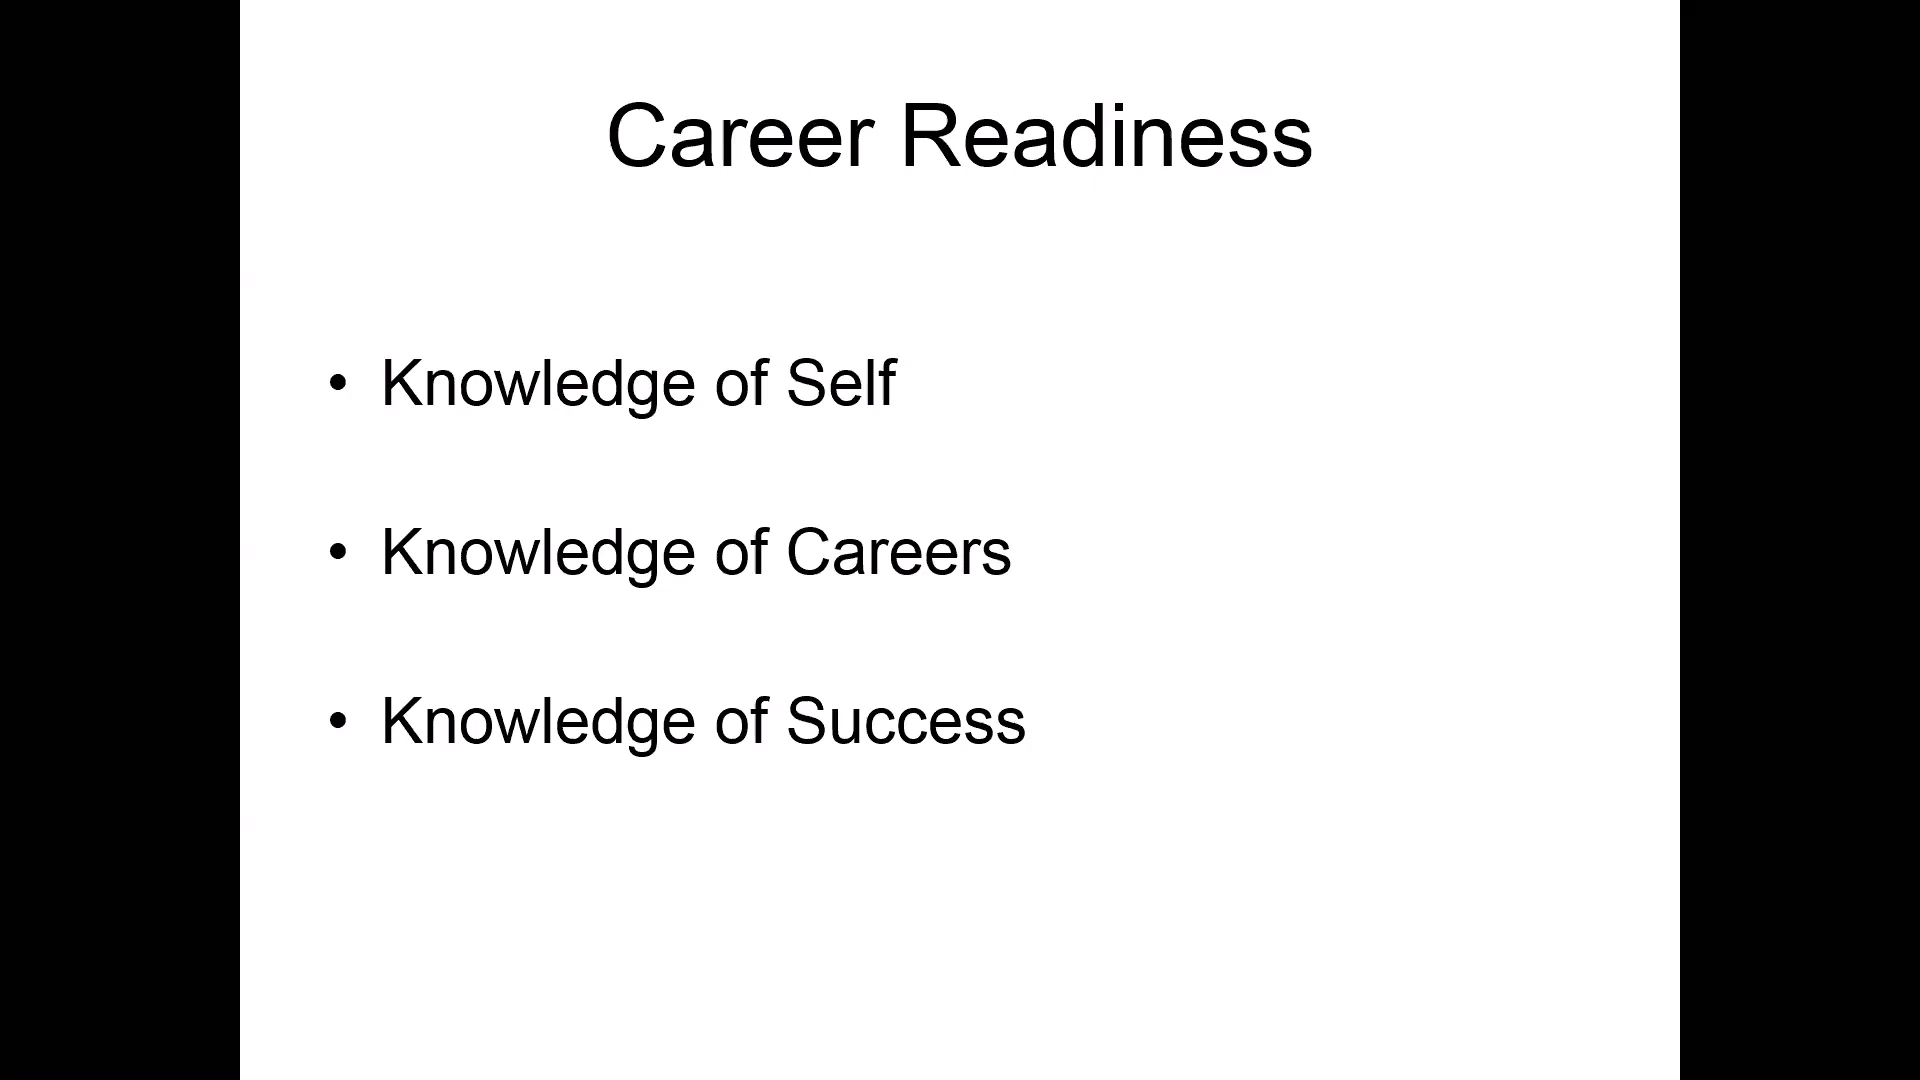 Career Readiness
• Knowledge of Self
• Knowledge of Careers
• Knowledge of Success